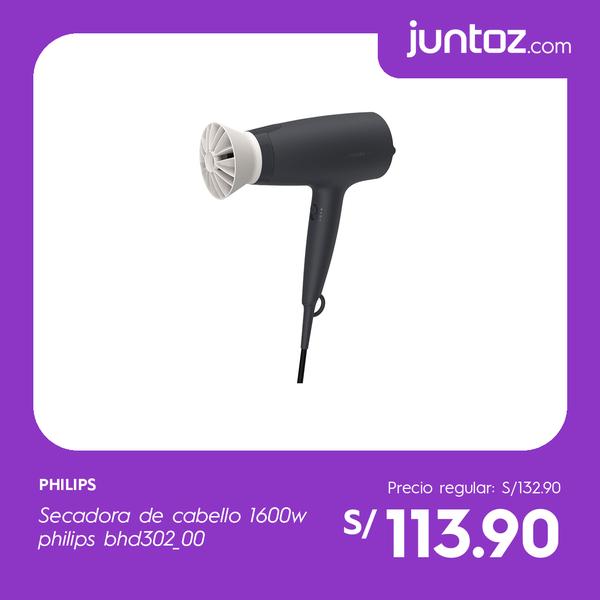 juntoz.com
PHILIPS
Secadora de cabello 1600w
philips bhd302_00
Precio regular: S/132.90
S/113.90